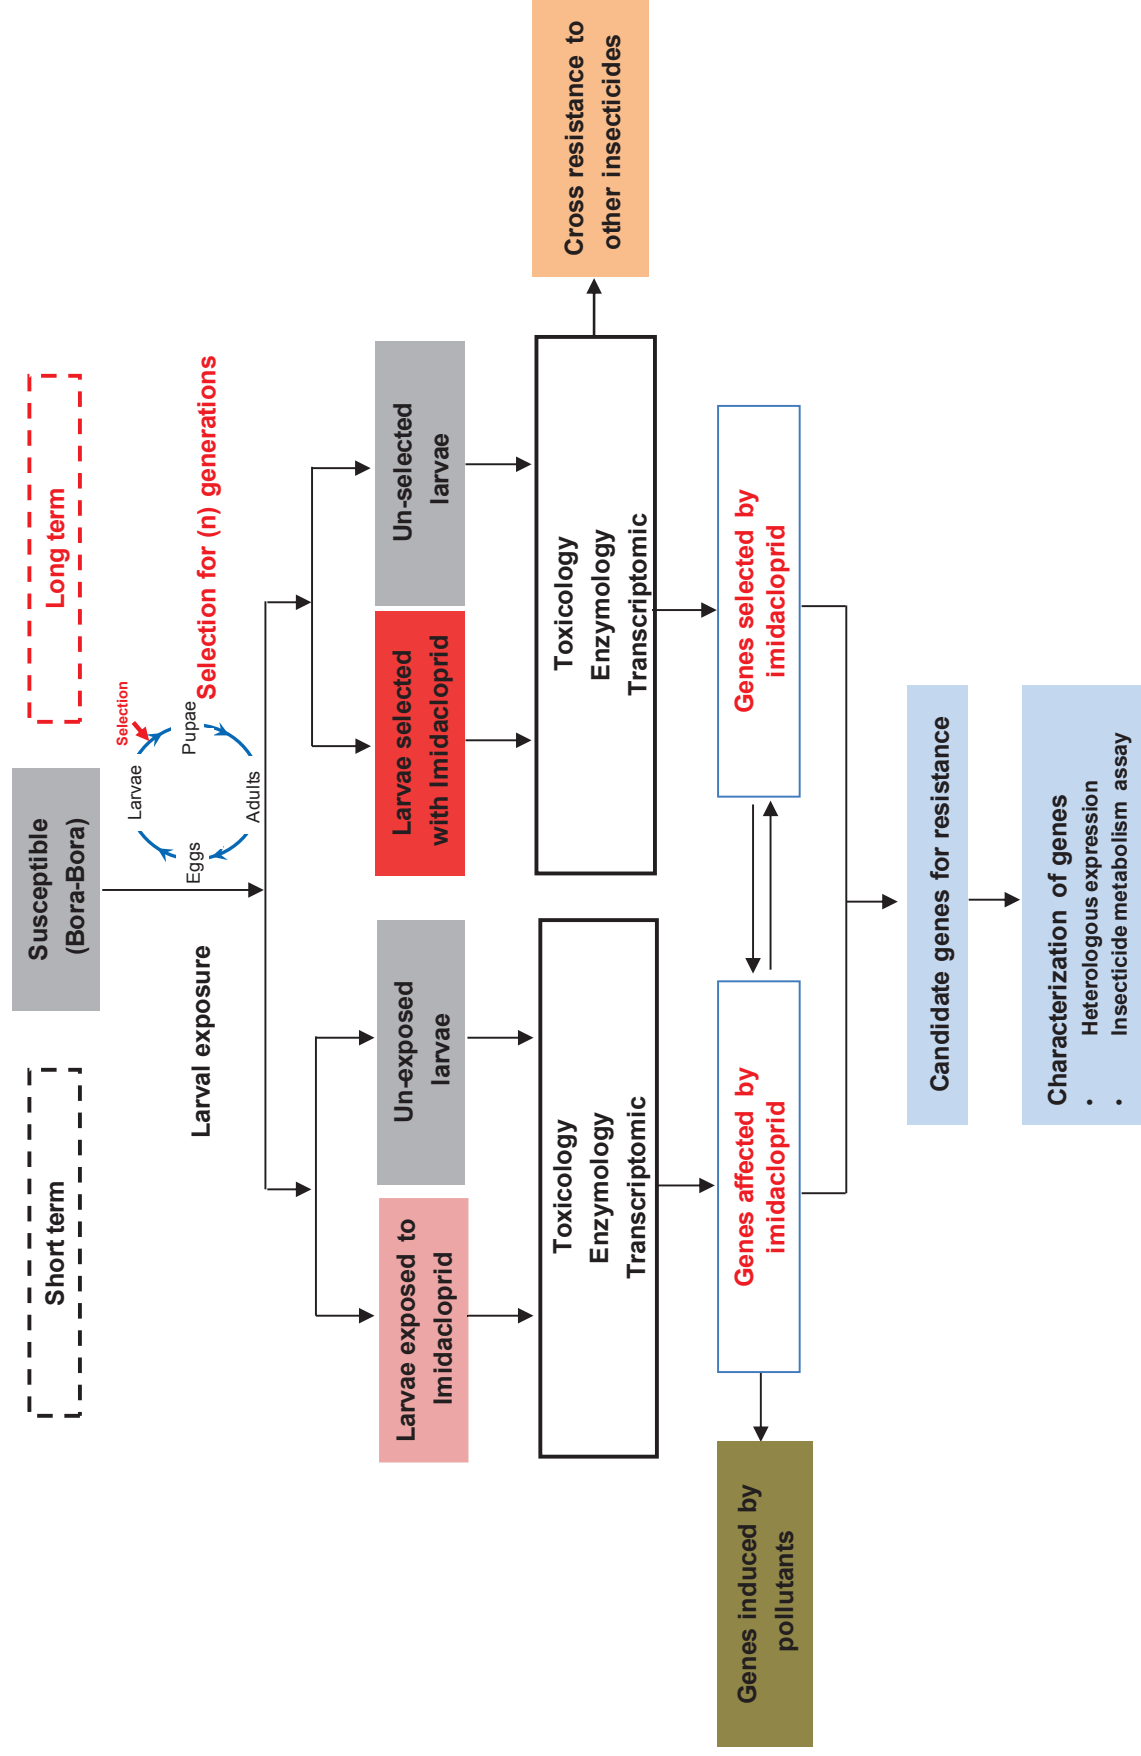 Short term
Susceptible
(Bora-Bora)
Long term
Larval exposure
Selection
Larvae
Pupae
Adults
Eggs
Selection for (n) generations
Larvae exposed to
Imidacloprid
Un-exposed
larvae
Larvae selected
with Imidacloprid
Un-selected
larvae
Toxicology
Enzymology
Transcriptomic
Toxicology
Enzymology
Transcriptomic
Cross resistance to
other insecticides
Genes induced by
pollutants
Genes affected by
imidacloprid
Genes selected by
imidacloprid
Candidate genes for resistance
Characterization of genes
• Heterologous expression
• Insecticide metabolism assay